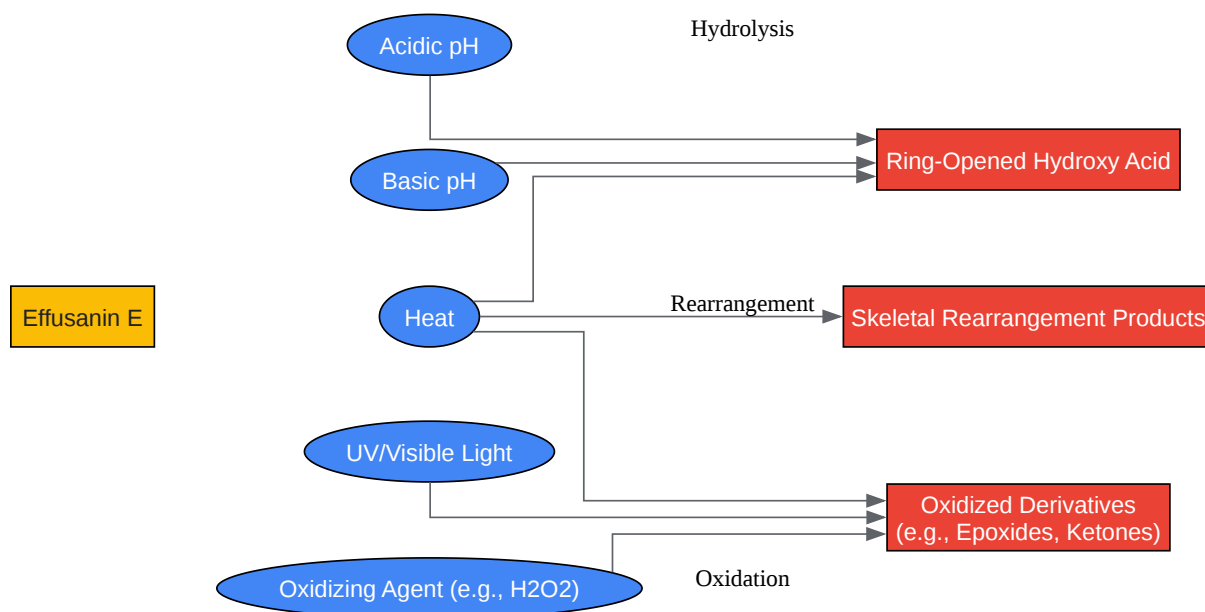 Acidic pH
Hydrolysis
Basic pH
Ring-Opened Hydroxy Acid
Effusanin E
Heat
Rearrangement
Skeletal Rearrangement Products
UV/Visible Light
Oxidized Derivatives
(e.g., Epoxides, Ketones)
Oxidizing Agent (e.g., H2O2)
Oxidation